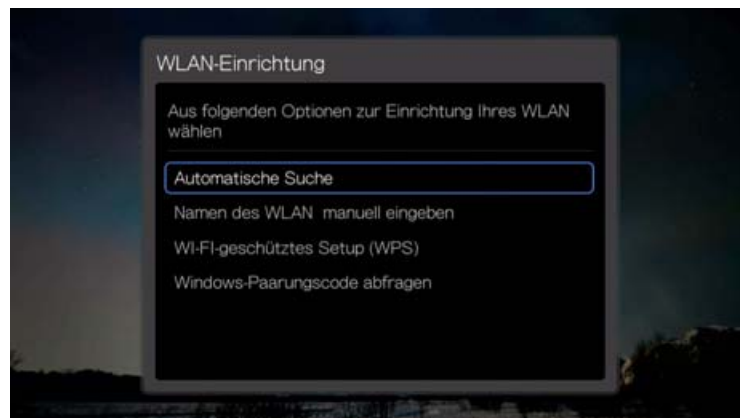 WLAN-Einrichtung
Aus folgenden Optionen zur Einrichtung Ihres WLAN
wählen
Automatische Suche
Namen des WLAN manuell eingeben
WI-FI-geschütztes Setup (WPS)
Windows-Paarungscode abfragen